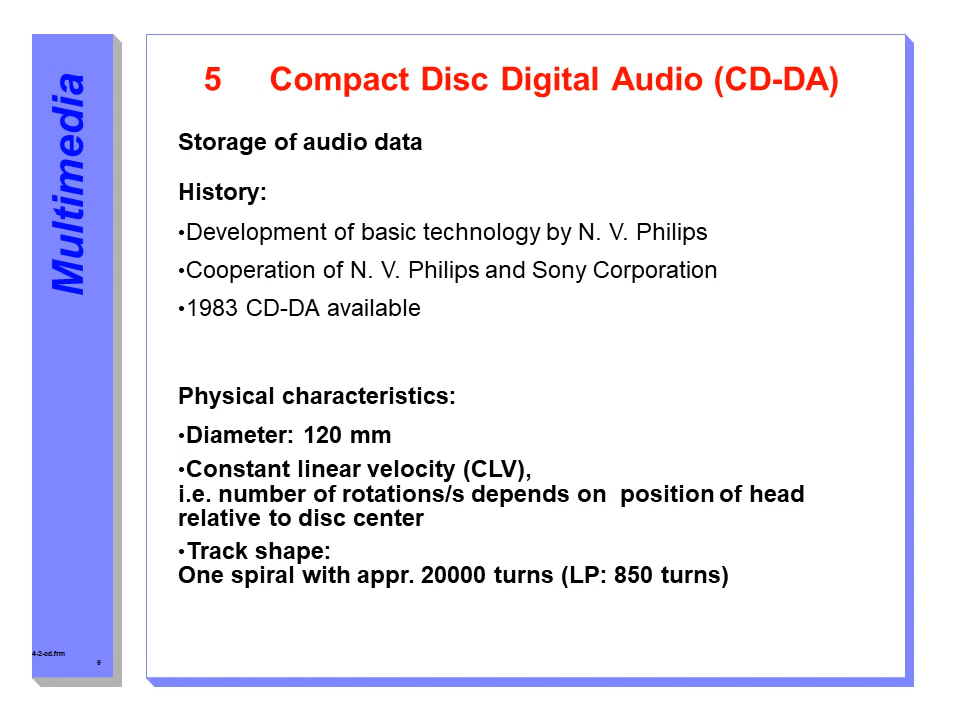 Multimedia
5 Compact Disc Digital Audio (CD-DA)
Storage of audio data
History:
•Development of basic technology by N. V. Philips
•Cooperation of N. V. Philips and Sony Corporation
•1983 CD-DA available
Physical characteristics:
•Diameter: 120 mm
•Constant linear velocity (CLV),
i.e. number of rotations/s depends on position of head
relative to disc center
•Track shape:
One spiral with appr. 20000 turns (LP: 850 turns)
4-2-cd.frm
9